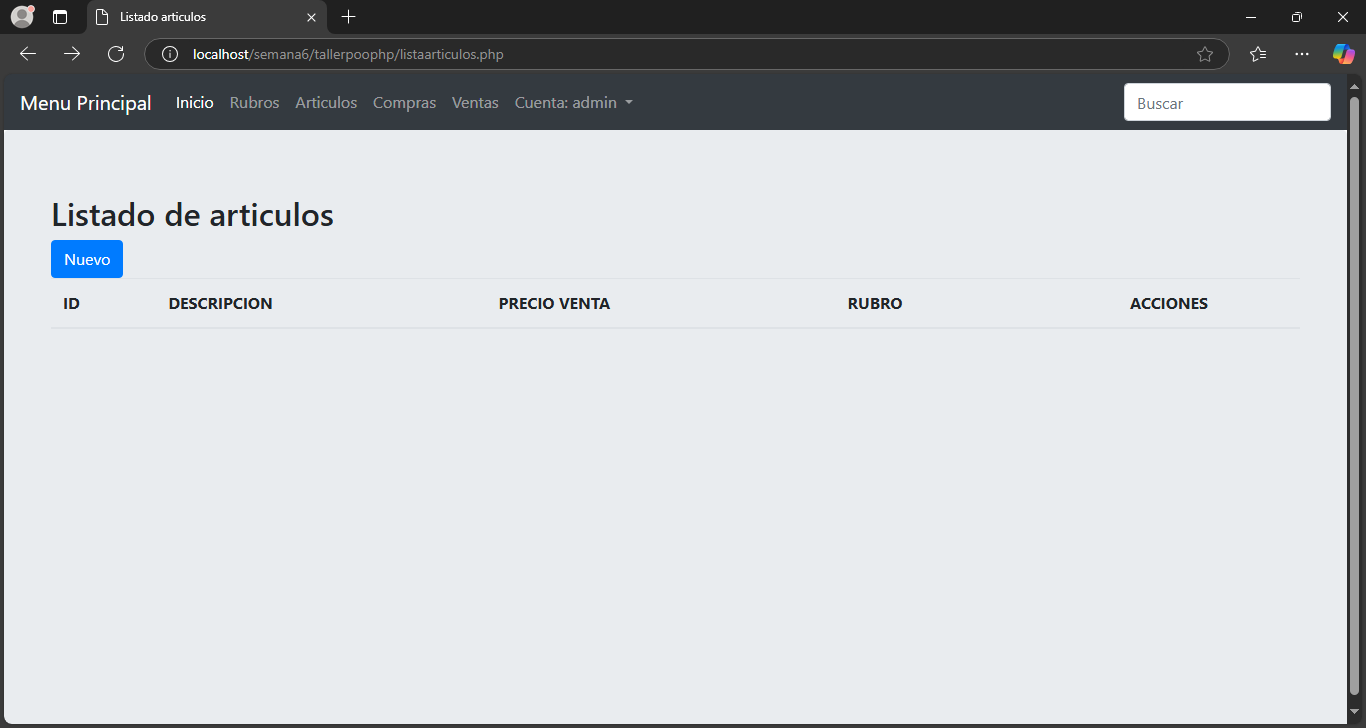 Listado articulos
localhost/semana6/tallerpoophp/listaarticulos.php
Menu Principal Inicio Rubros Articulos Compras Ventas Cuenta: admin Buscar
Listado de articulos
Nuevo
ID DESCRIPCION PRECIO VENTA RUBRO ACCIONES